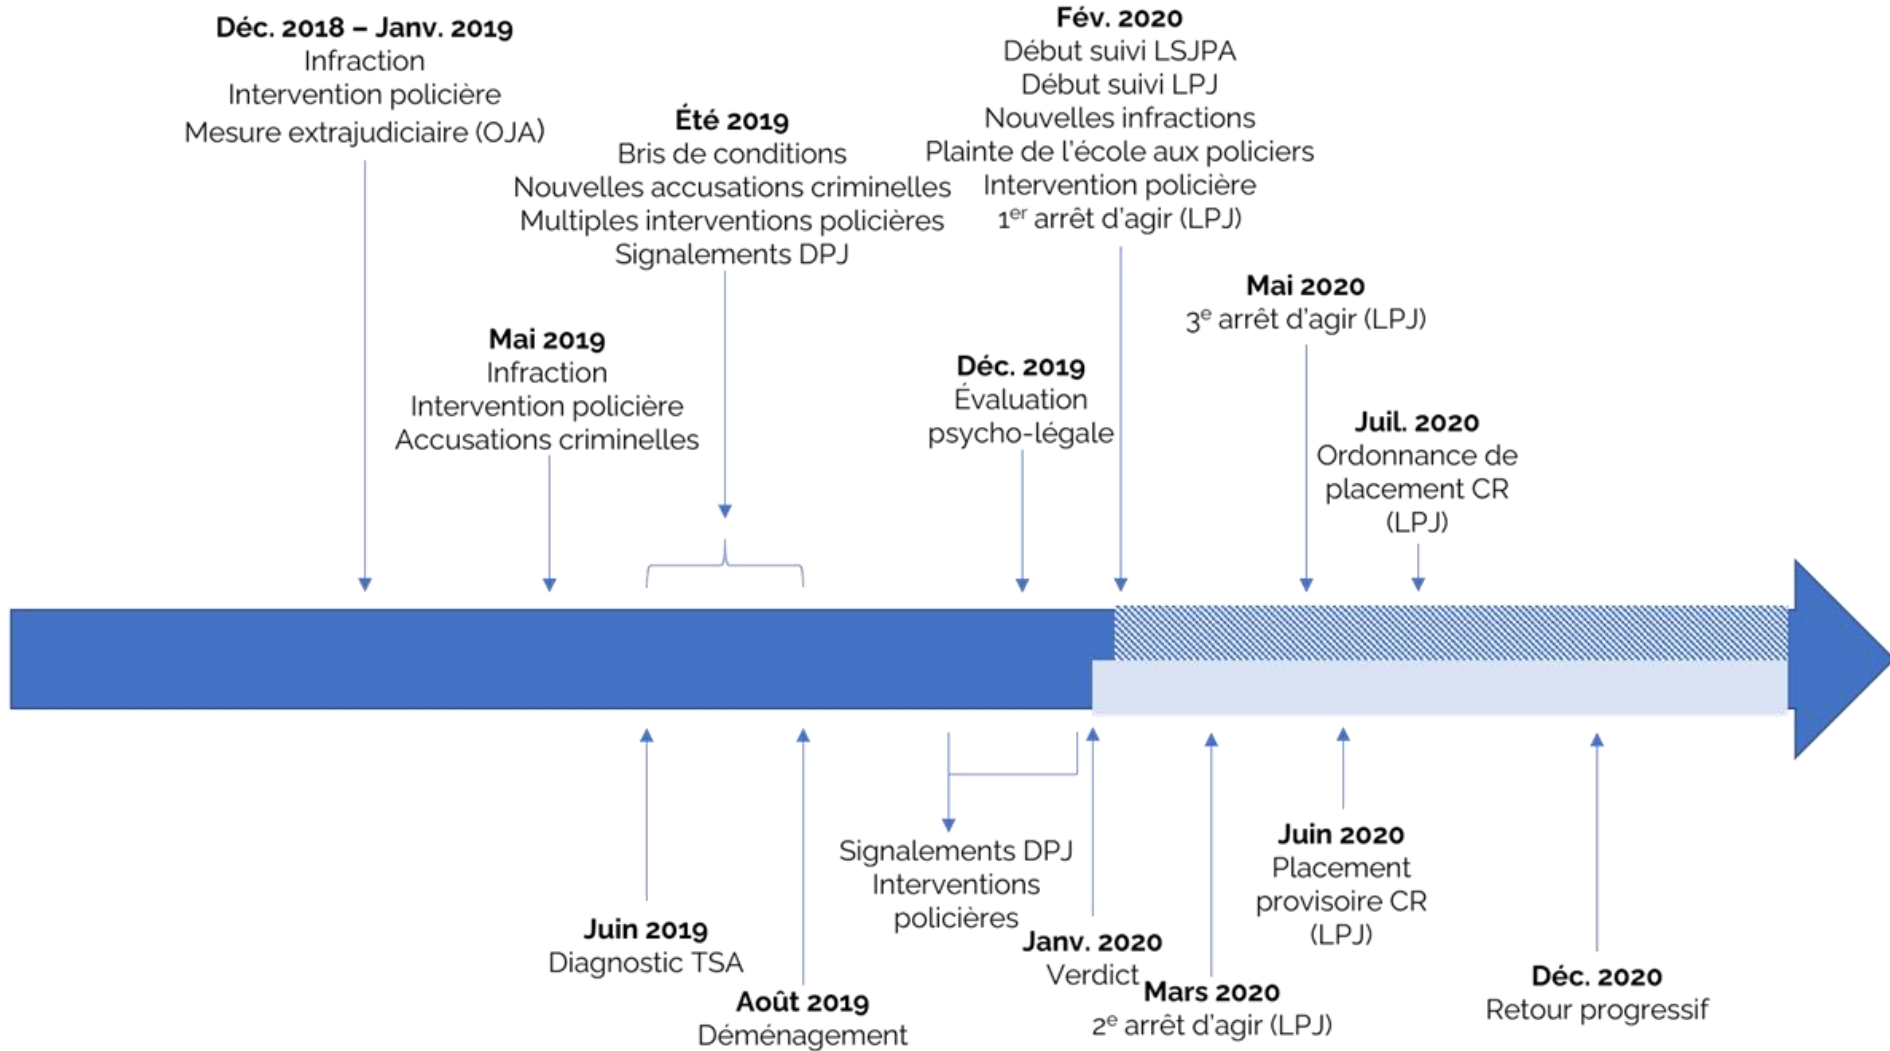 Déc. 2018 – Janv. 2019
Infraction
Intervention policière
Mesure extrajudiciaire (OJA)
Mai 2019
Infraction
Intervention policière
Accusations criminelles
Été 2019
Bris de conditions
Nouvelles accusations criminelles
Multiples interventions policières
Signalements DPJ
Déc. 2019
Évaluation
psycho-légale
Fév. 2020
Début suivi LSJPA
Début suivi LPJ
Nouvelles infractions
Plainte de l'école aux policiers
Intervention policière
1er arrêt d'agir (LPJ)
Mai 2020
3e arrêt d'agir (LPJ)
Juil. 2020
Ordonnance de
placement CR
(LPJ)
Juin 2019
Diagnostic TSA
Août 2019
Déménagement
Signalements DPJ
Interventions
policières
Janv. 2020
Verdict
Mars 2020
2e arrêt d'agir (LPJ)
Juin 2020
Placement
provisoire CR
(LPJ)
Déc. 2020
Retour progressif